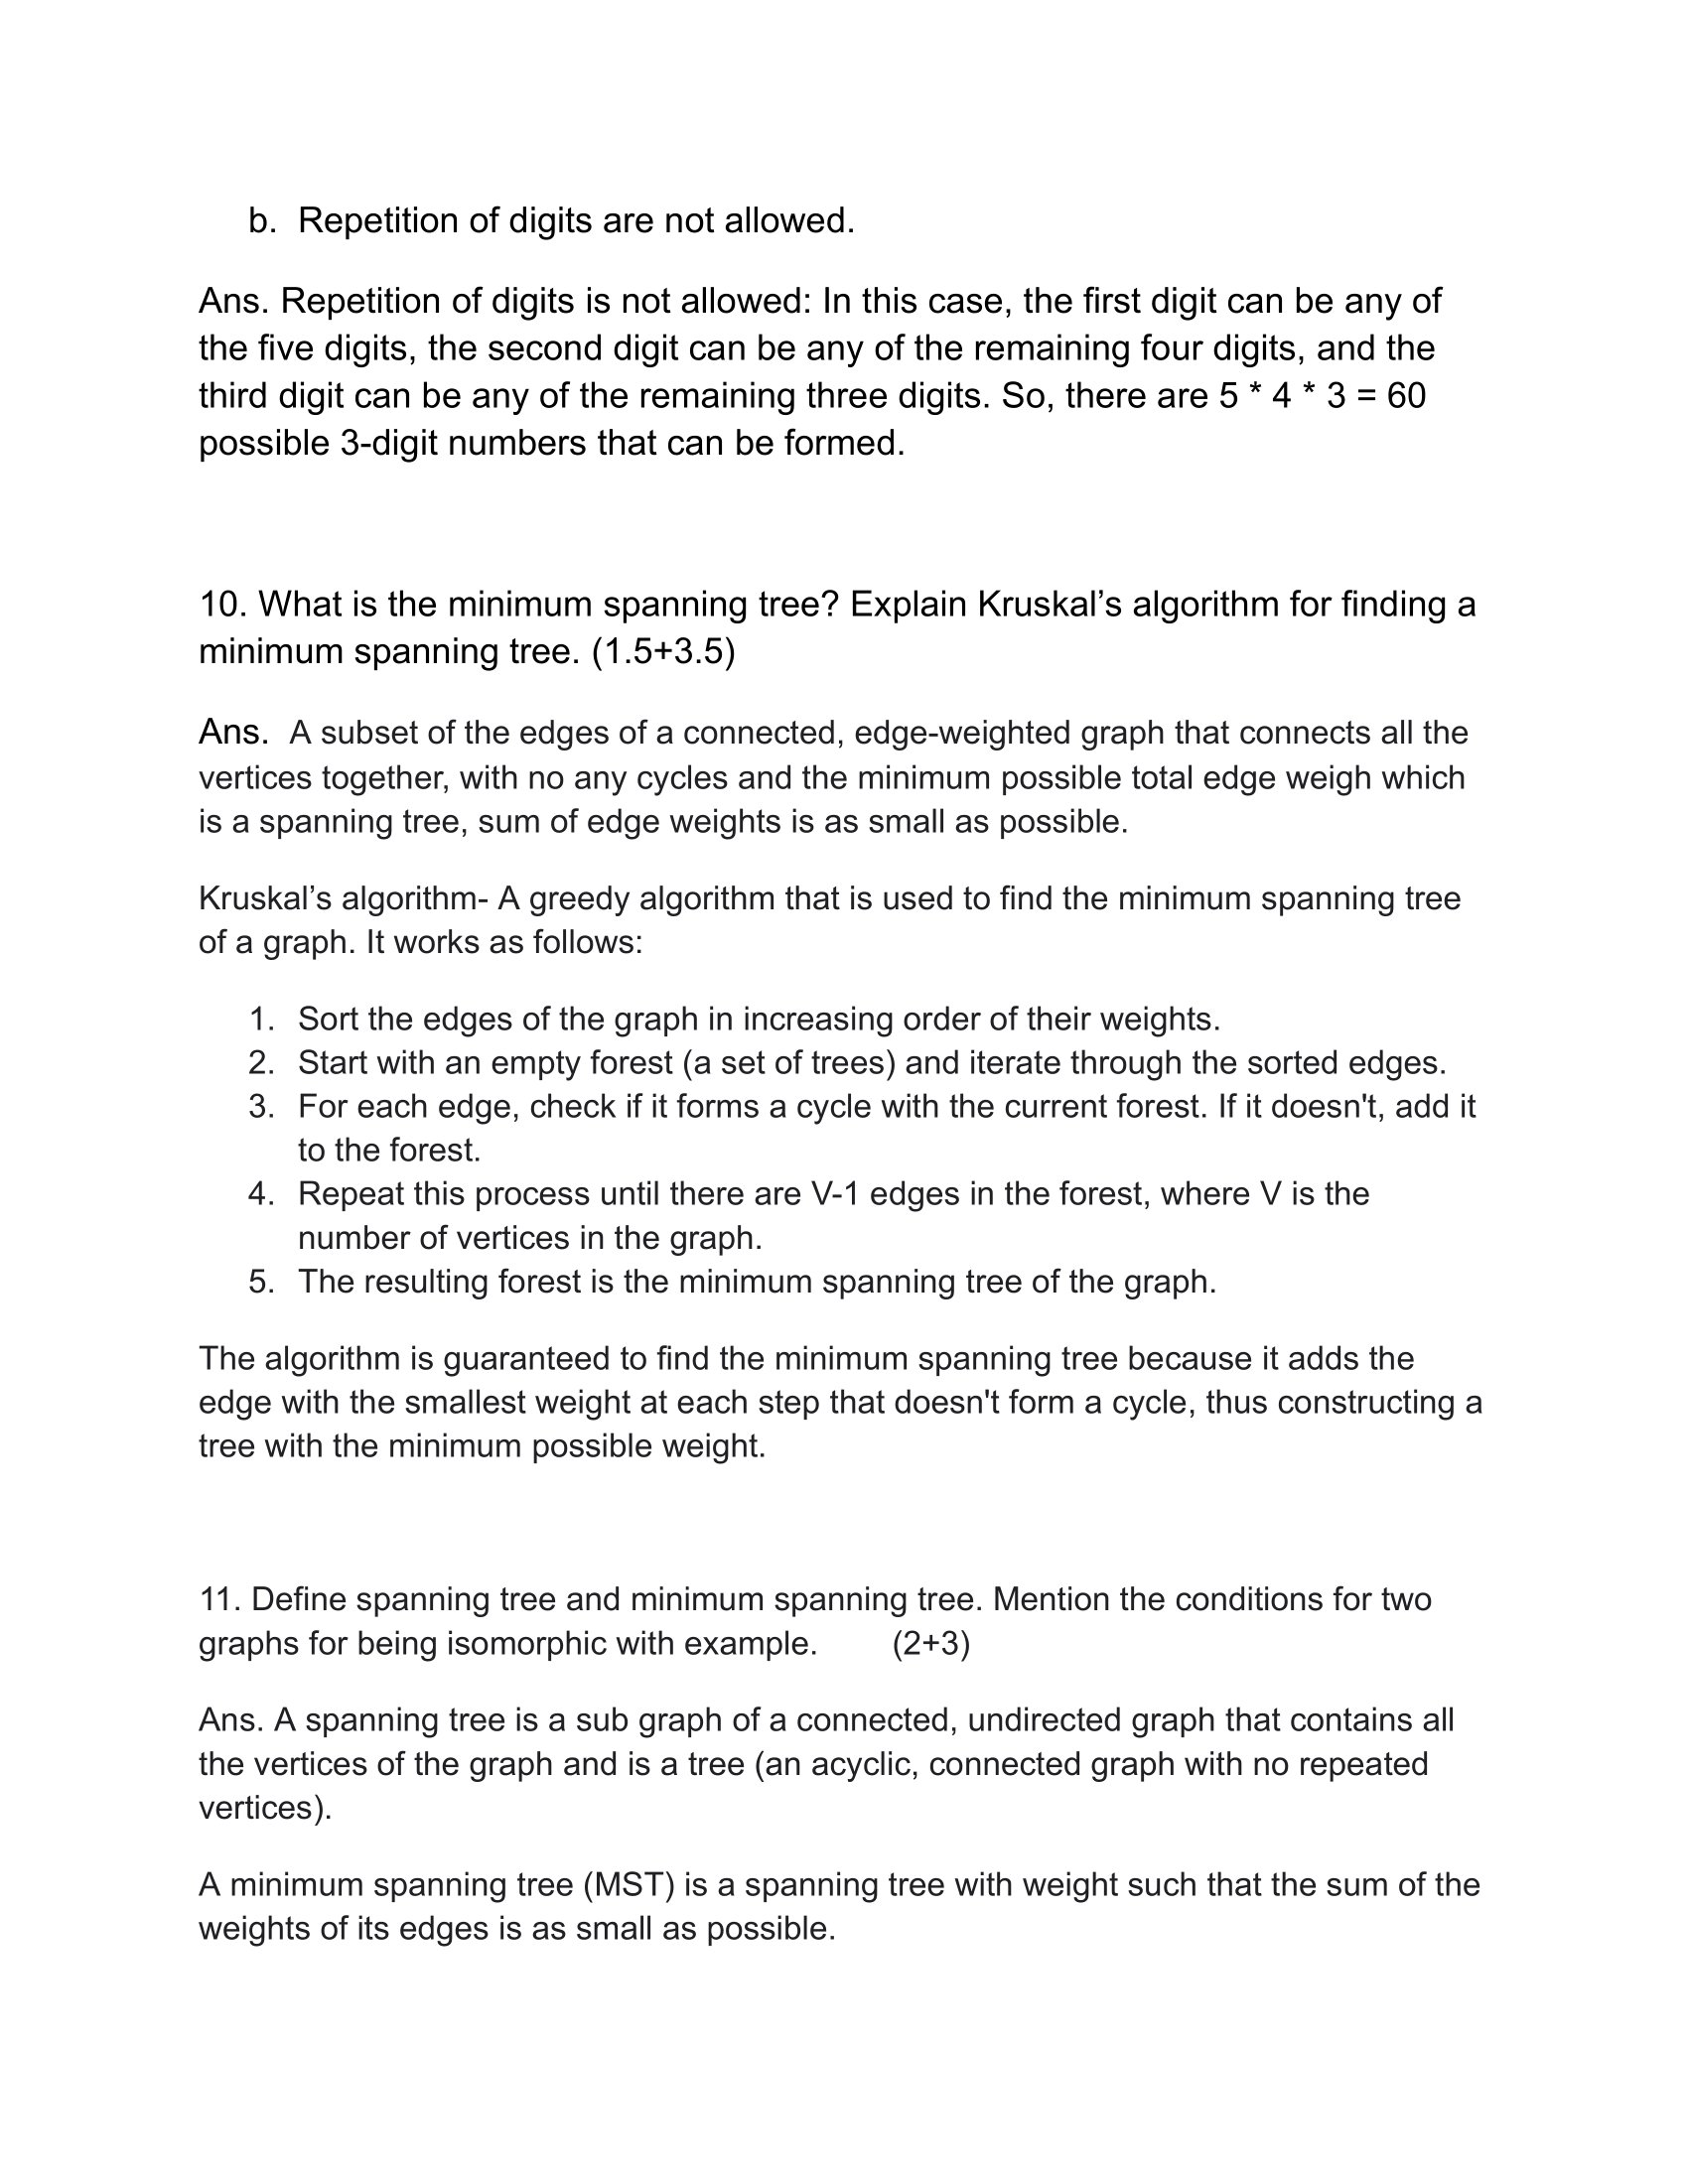 b. Repetition of digits are not allowed.
Ans. Repetition of digits is not allowed: In this case, the first digit can be any of
the five digits, the second digit can be any of the remaining four digits, and the
third digit can be any of the remaining three digits. So, there are 5 * 4 * 3 = 60
possible 3-digit numbers that can be formed.
10. What is the minimum spanning tree? Explain Kruskal’s algorithm for finding a
minimum spanning tree. (1.5+3.5)
Ans. A subset of the edges of a connected, edge-weighted graph that connects all the
vertices together, with no any cycles and the minimum possible total edge weigh which
is a spanning tree, sum of edge weights is as small as possible.
Kruskal’s algorithm- A greedy algorithm that is used to find the minimum spanning tree
of a graph. It works as follows:
1. Sort the edges of the graph in increasing order of their weights.
2. Start with an empty forest (a set of trees) and iterate through the sorted edges.
3. For each edge, check if it forms a cycle with the current forest. If it doesn't, add it
to the forest.
4. Repeat this process until there are V-1 edges in the forest, where V is the
number of vertices in the graph.
5. The resulting forest is the minimum spanning tree of the graph.
The algorithm is guaranteed to find the minimum spanning tree because it adds the
edge with the smallest weight at each step that doesn't form a cycle, thus constructing a
tree with the minimum possible weight.
11. Define spanning tree and minimum spanning tree. Mention the conditions for two
graphs for being isomorphic with example. (2+3)
Ans. A spanning tree is a sub graph of a connected, undirected graph that contains all
the vertices of the graph and is a tree (an acyclic, connected graph with no repeated
vertices).
A minimum spanning tree (MST) is a spanning tree with weight such that the sum of the
weights of its edges is as small as possible.